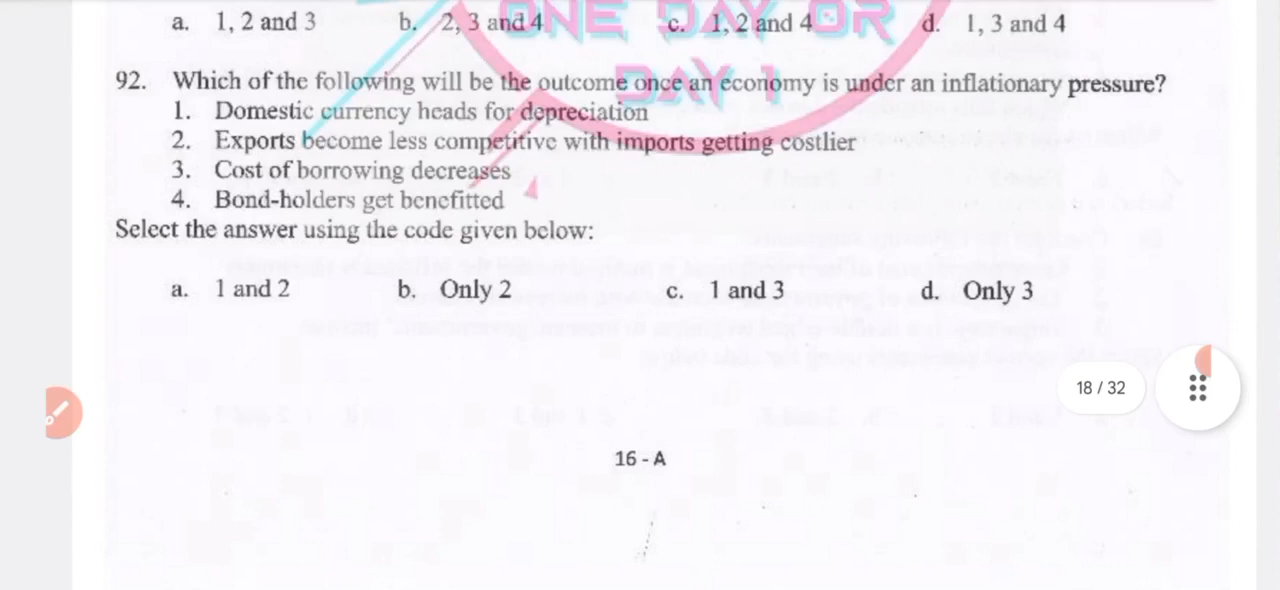 a. 1, 2 and 3 b. 2, 3 and 4 c. 1, 2 and 4 d. 1, 3 and 4
ONE DAY OR
DAY 1
92. Which of the following will be the outcome once an economy is under an inflationary pressure?
1. Domestic currency heads for depreciation
2. Exports become less competitive with imports getting costlier
3. Cost of borrowing decreases
4. Bond-holders get benefitted
Select the answer using the code given below:
a. 1 and 2 b. Only 2 c. 1 and 3 d. Only 3
18 / 32
16 - A